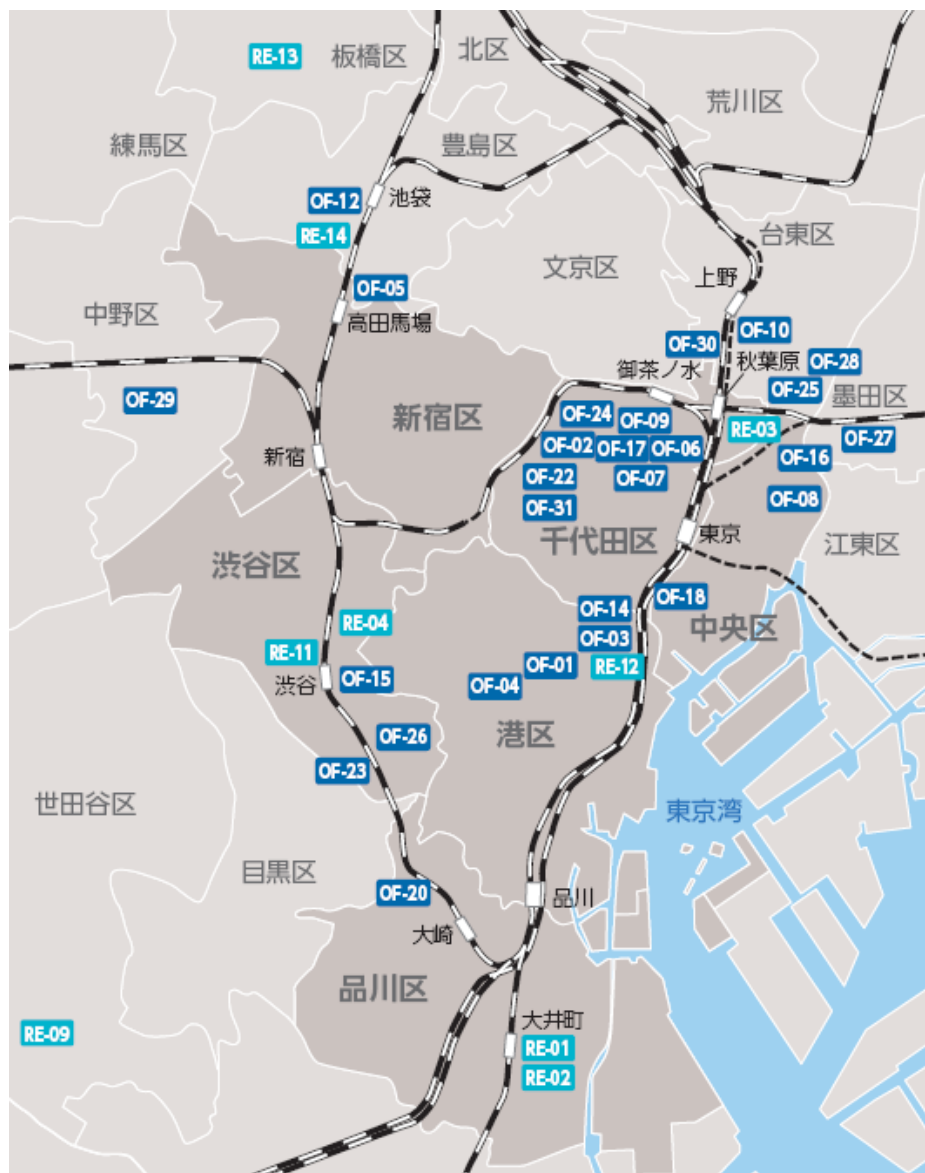 北区
RE-13
板橋区
荒川区
練馬区
豊島区
OF-12
池袋
RE-14
台東区
文京区
上野
OF-05
中野区
高田馬場
OF-10
OF-30
御茶ノ水
秋葉原
OF-28
OF-25
墨田区
OF-29
新宿区
OF-24
OF-09
RE-03
OF-27
OF-02
OF-17
OF-06
OF-16
新宿
OF-22
OF-07
OF-08
OF-31
千代田区
東京
江東区
渋谷区
OF-18
OF-14
RE-04
OF-03
中央区
RE-11
OF-01
RE-12
渋谷
OF-15
OF-04
OF-26
港区
OF-23
世田谷区
東京湾
目黒区
OF-20
品川
大崎
品川区
大井町
RE-09
RE-01
RE-02